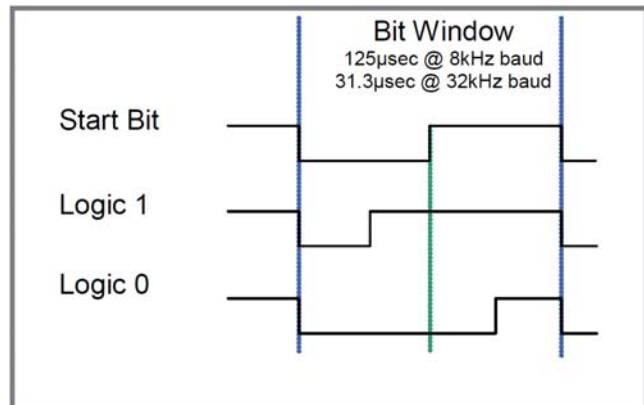 Bit Window
125µsec @ 8kHz baud
31.3µsec @ 32kHz baud
Start Bit
Logic 1
Logic 0